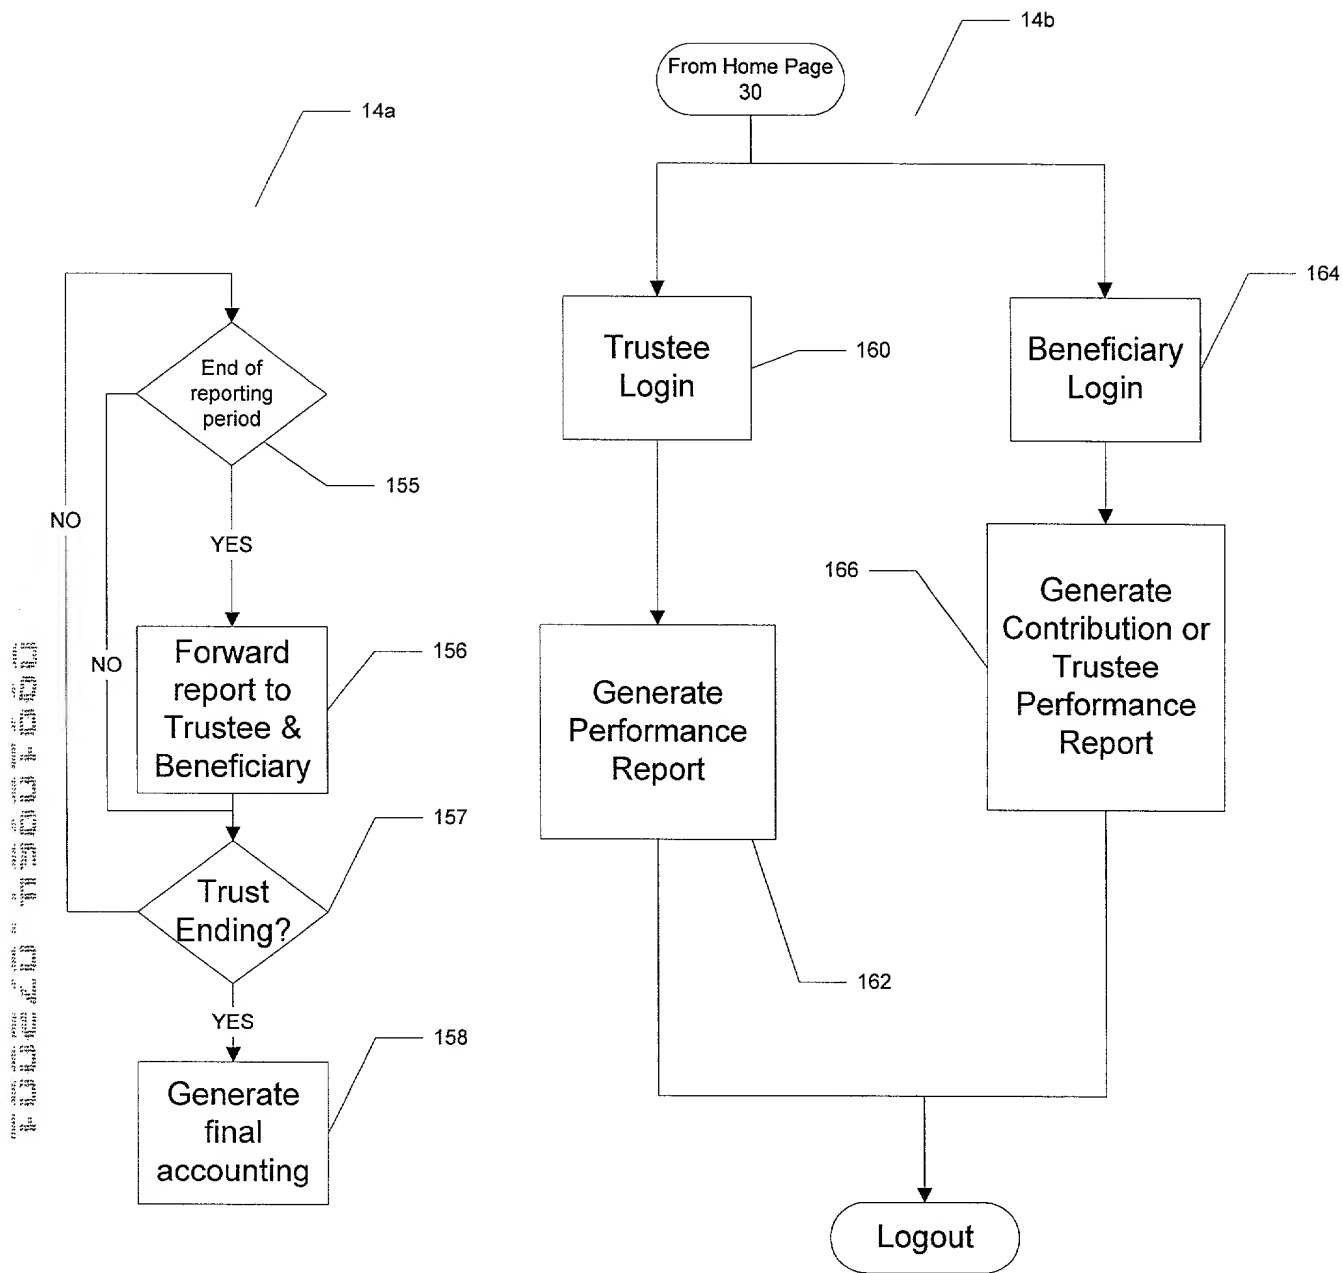 14b
From Home Page
30
14a
164
Trustee
Login
160
Beneficiary
Login
End of
reporting
period
155
NO
YES
166
Generate
Contribution or
Trustee
Performance
Report
Forward
report to
Trustee &
Beneficiary
156
NO
Generate
Performance
Report
157
Trust
Ending?
162
YES
158
Generate
final
accounting
Logout